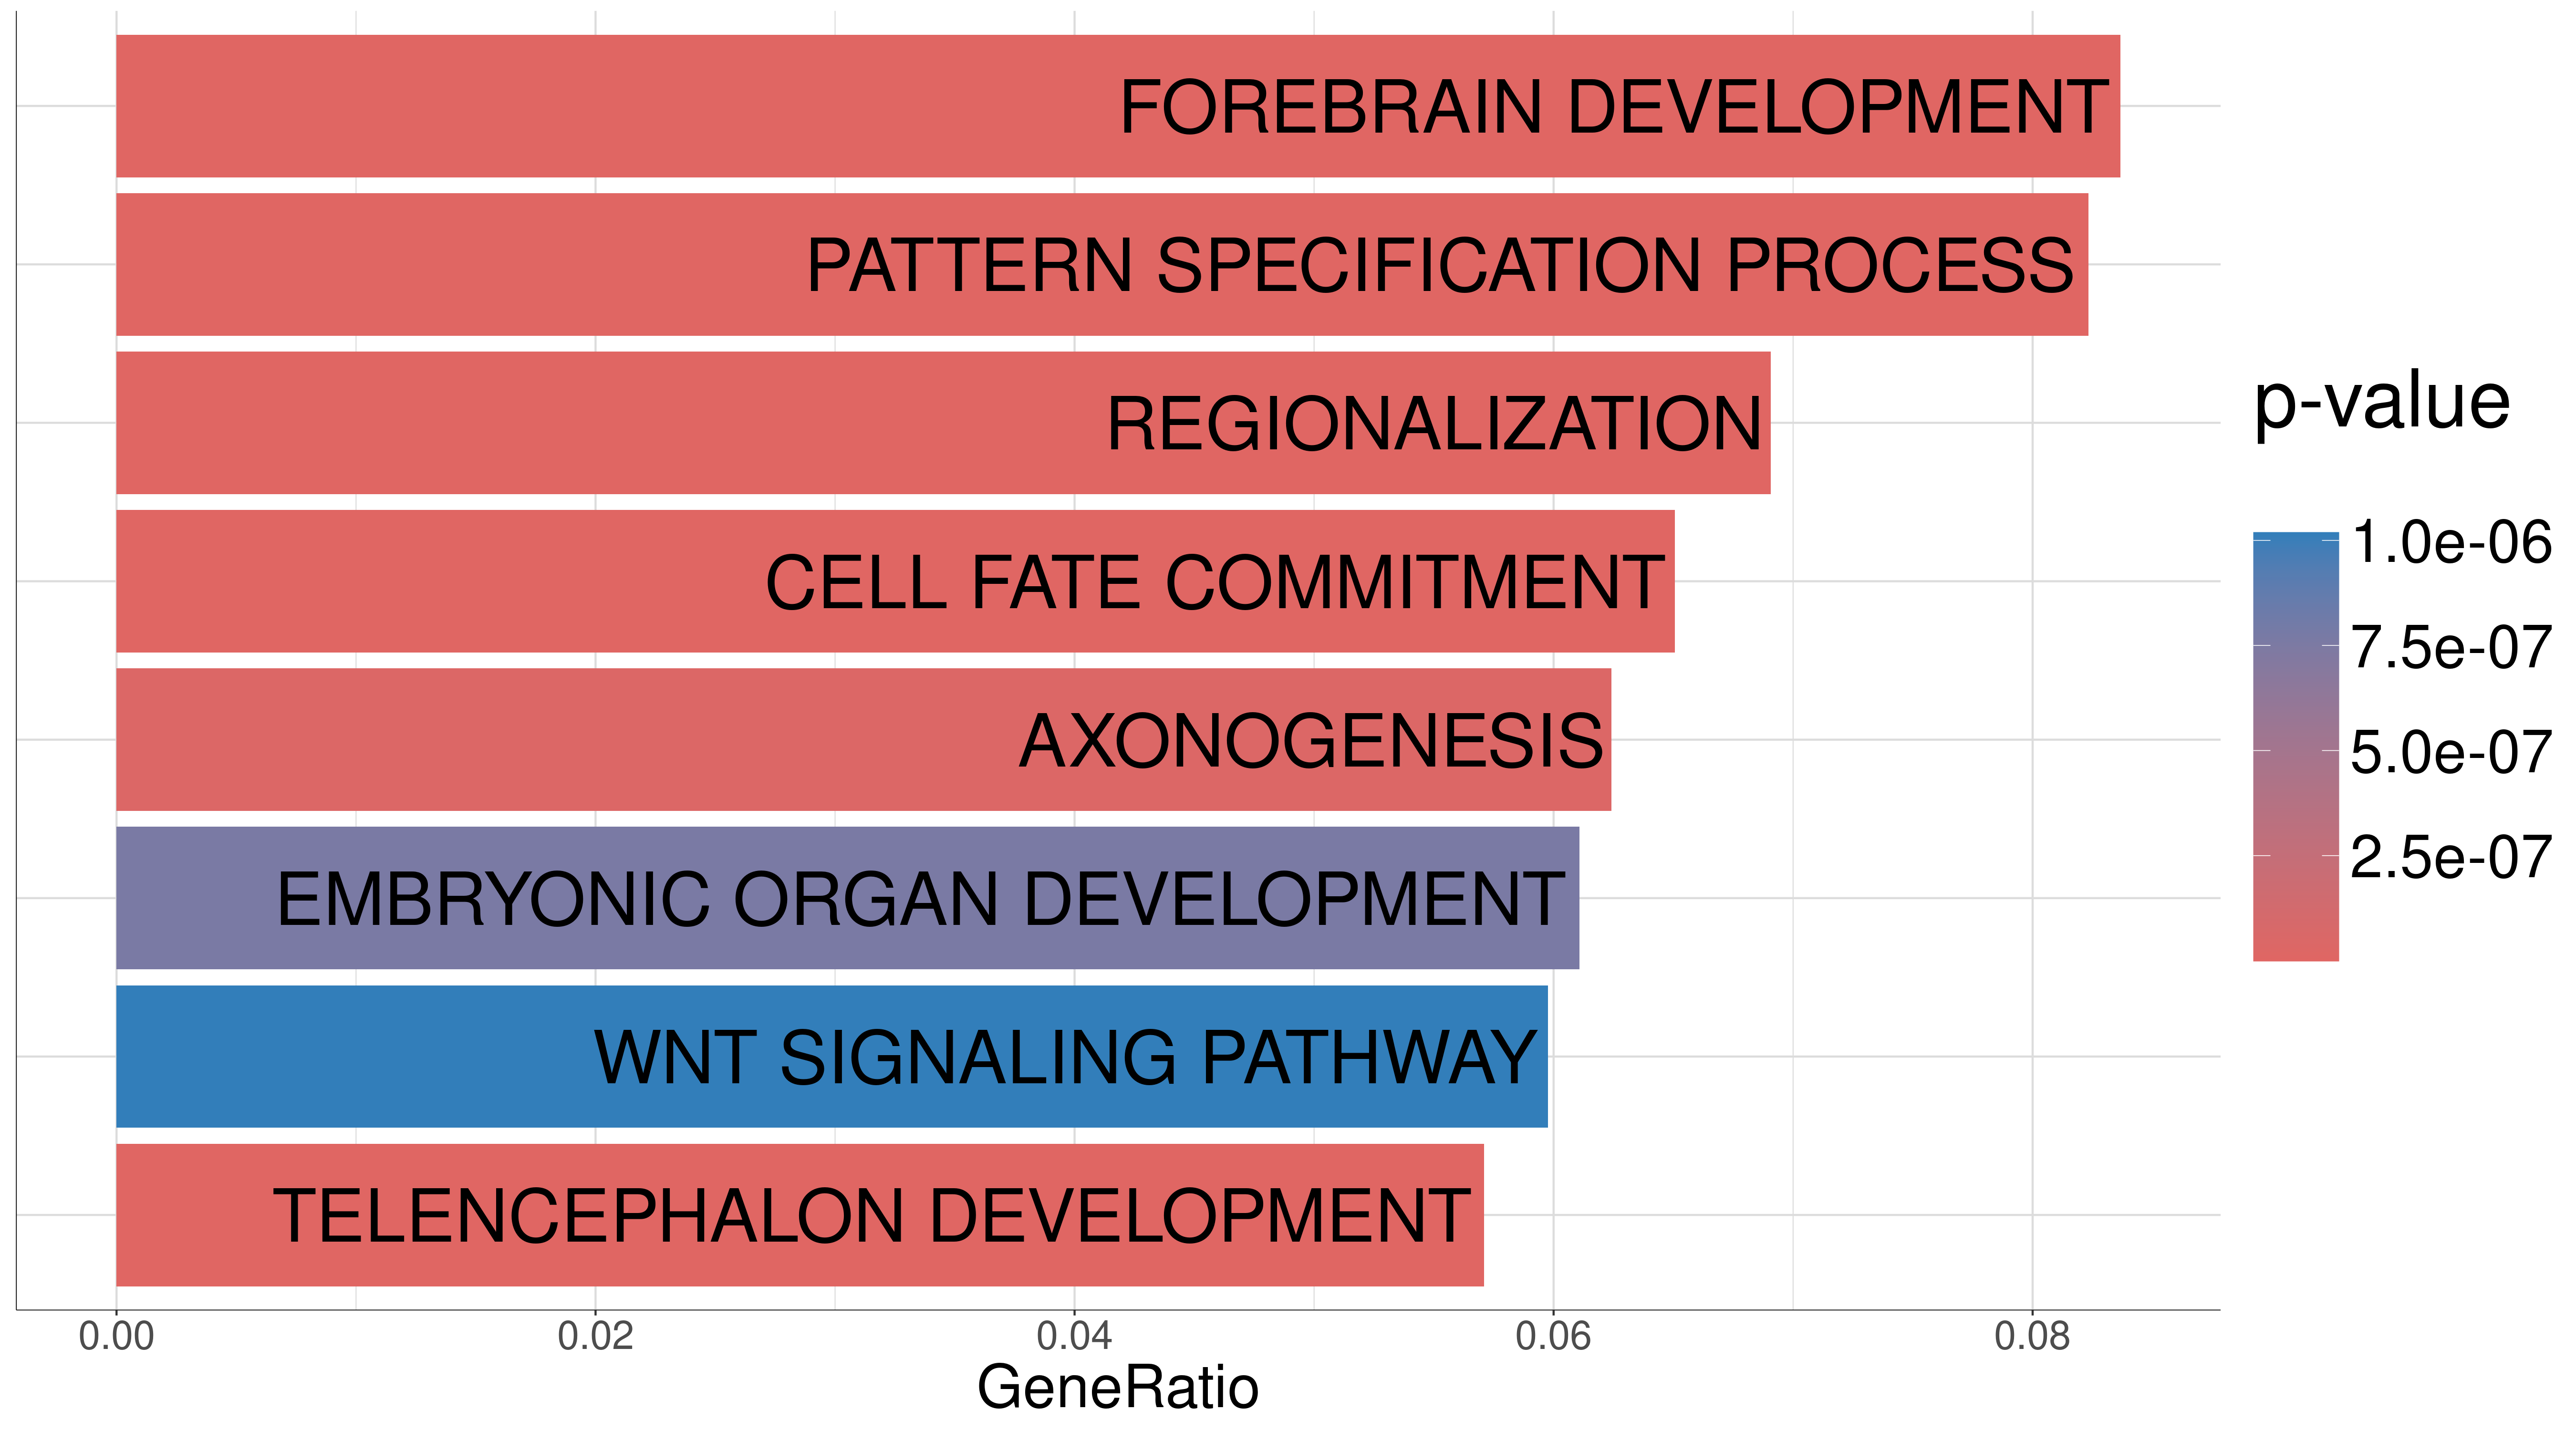 FOREBRAIN DEVELOPMENT
PATTERN SPECIFICATION PROCESS
REGIONALIZATION
CELL FATE COMMITMENT
AXONOGENESIS
EMBRYONIC ORGAN DEVELOPMENT
WNT SIGNALING PATHWAY
TELENCEPHALON DEVELOPMENT
0.00 0.02 0.04 0.06 0.08
GeneRatio
p-value
1.0e-06
7.5e-07
5.0e-07
2.5e-07